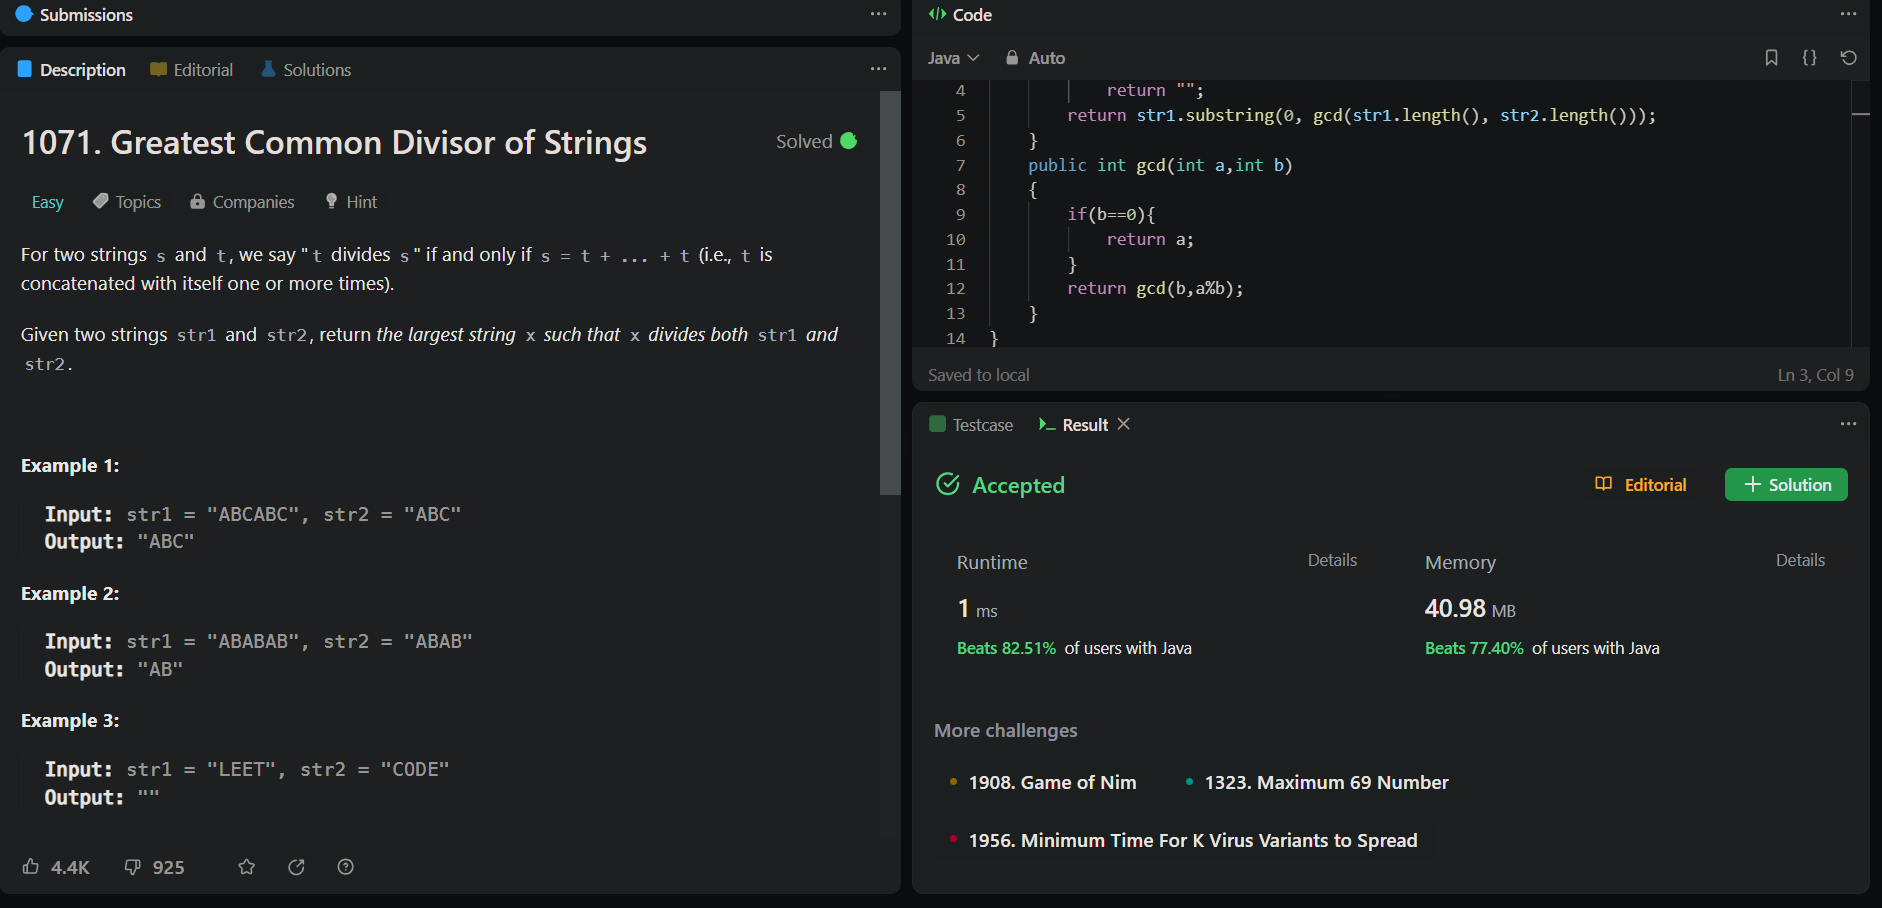 Submissions
Description Editorial Solutions
1071. Greatest Common Divisor of Strings
Solved
Easy Topics Companies Hint
For two strings s and t, we say "t divides s" if and only if s = t + ... + t (i.e., t is
concatenated with itself one or more times).
Given two strings str1 and str2, return the largest string x such that x divides both str1 and
str2.
Example 1:
Input: str1 = "ABCABC", str2 = "ABC"
Output: "ABC"
Example 2:
Input: str1 = "ABABAB", str2 = "ABAB"
Output: "AB"
Example 3:
Input: str1 = "LEET", str2 = "CODE"
Output: ""
4.4K 925
Code
Java Auto
4 return "";
5 return str1.substring(0, gcd(str1.length(), str2.length()));
6 }
7 public int gcd(int a,int b)
8 {
9 if(b==0){
10 return a;
11 }
12 return gcd(b,a%b);
13 }
14 }
Saved to local Ln 3, Col 9
Testcase Result
Accepted Editorial Solution
Runtime Details
1 ms
Beats 82.51% of users with Java
Memory Details
40.98 MB
Beats 77.40% of users with Java
More challenges
1908. Game of Nim 1323. Maximum 69 Number
1956. Minimum Time For K Virus Variants to Spread